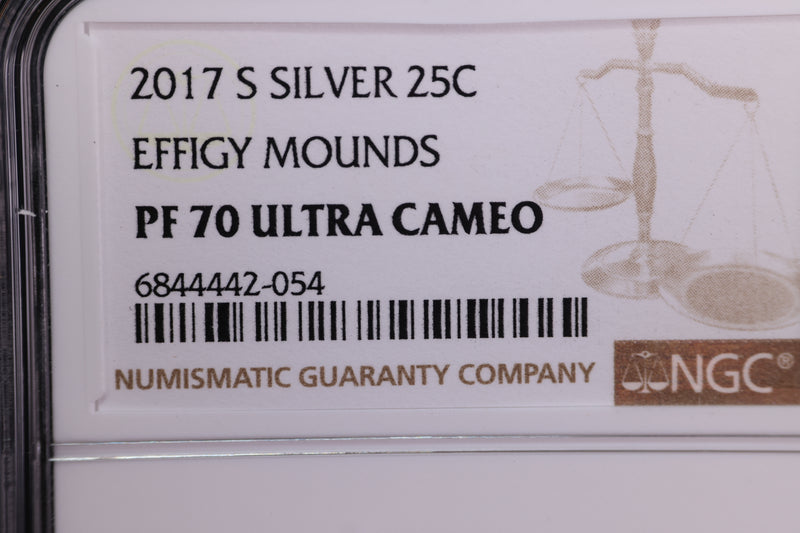 2017 S SILVER 25C
EFFIGY MOUNDS
PF 70 ULTRA CAMEO
6844442-054
NUMISMATIC GUARANTY COMPANY
NGC®